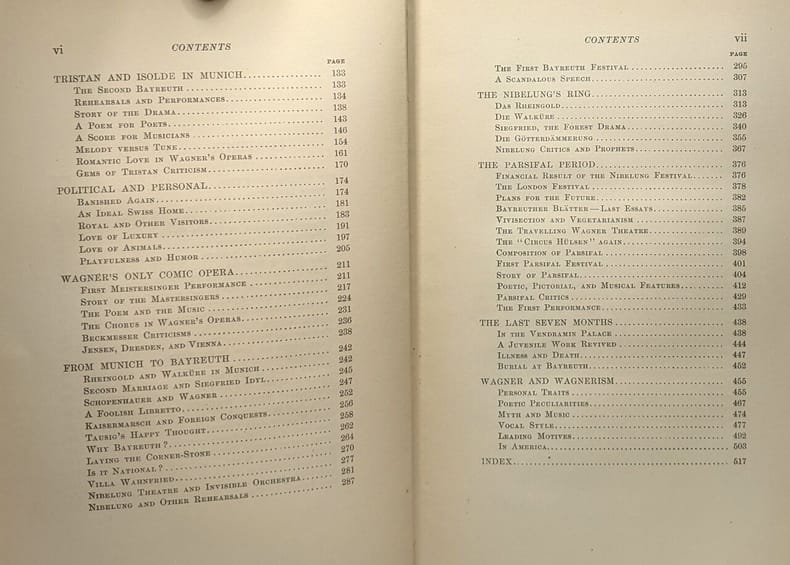 vi CONTENTS
PAGE
TRISTAN AND ISOLDE IN MUNICH 133
The Second Bayreuth 133
Rehearsals and Performances 134
Story of the Drama 138
A Poem for Poets 143
A Score for Musicians 146
Melody versus Tune 154
Romantic Love in Wagner's Operas 161
Gems of Tristan Criticism 170
POLITICAL AND PERSONAL 174
Banished Again 174
An Ideal Swiss Home 181
Royal and Other Visitors 183
Love of Luxury 191
Love of Animals 197
Playfulness and Humor 205
WAGNER'S ONLY COMIC OPERA 211
First Meistersinger Performance 211
Story of the Mastersingers 217
The Poem and the Music 224
The Chorus in Wagner's Operas 231
Beckmesser Criticisms 236
Jensen, Dresden, and Vienna 238
FROM MUNICH TO BAYREUTH 242
Rheingold and Walküre in Munich 242
Second Marriage and Siegfried Idyl 245
Schopenhauer and Wagner 247
A Foolish Libretto 252
Kaisermarsch and Foreign Conquests 256
Tausig's Happy Thought 258
Why Bayreuth? 262
Laying the Corner-Stone 264
Is it National? 270
Villa Wahnfried 277
Nibelung Theatre and Invisible Orchestra 281
Nibelung and Other Rehearsals 287
CONTENTS vii
PAGE
The First Bayreuth Festival 295
A Scandalous Speech 307
THE NIBELUNG'S RING 313
Das Rheingold 313
Die Walküre 326
Siegfried, the Forest Drama 340
Die Götterdämmerung 355
Nibelung Critics and Prophets 367
THE PARSIFAL PERIOD 376
Financial Result of the Nibelung Festival 376
The London Festival 378
Plans for the Future 382
Bayreuther Blätter—Last Essays 385
Vivisection and Vegetarianism 387
The Travelling Wagner Theatre 389
The "Circus Hülsen" again 394
Composition of Parsifal 398
First Parsifal Festival 401
Story of Parsifal 404
Poetic, Pictorial, and Musical Features 412
Parsifal Critics 429
The First Performance 433
THE LAST SEVEN MONTHS 438
In the Vendramin Palace 438
A Juvenile Work Revived 444
Illness and Death 447
Burial at Bayreuth 452
WAGNER AND WAGNERISM 455
Personal Traits 455
Poetic Peculiarities 467
Myth and Music 474
Vocal Style 477
Leading Motives 492
In America 503
INDEX 517